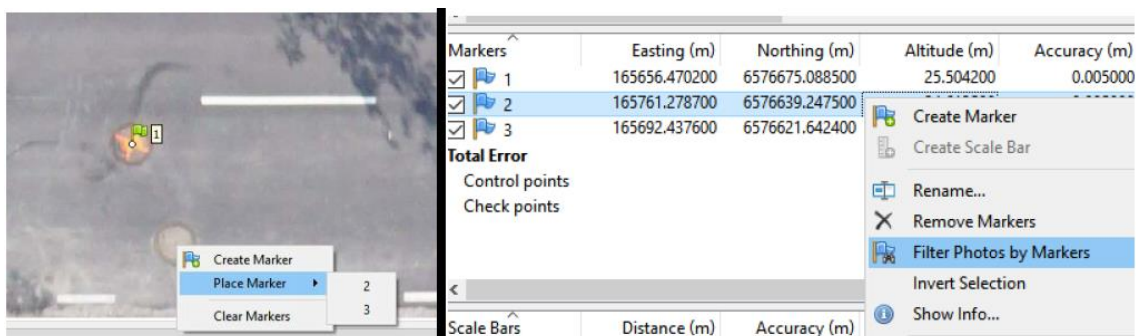 1
Create Marker
Place Marker
2
Clear Markers
3
Markers Easting (m) Northing (m) Altitude (m) Accuracy (m)
1 165656.470200 6576675.088500 25.504200 0.005000
2 165761.278700 6576639.247500
3 165692.437600 6576621.642400
Total Error
Control points
Check points
Create Marker
Create Scale Bar
Rename...
Remove Markers
Filter Photos by Markers
Invert Selection
Show Info...
Scale Bars Distance (m) Accuracy (m)